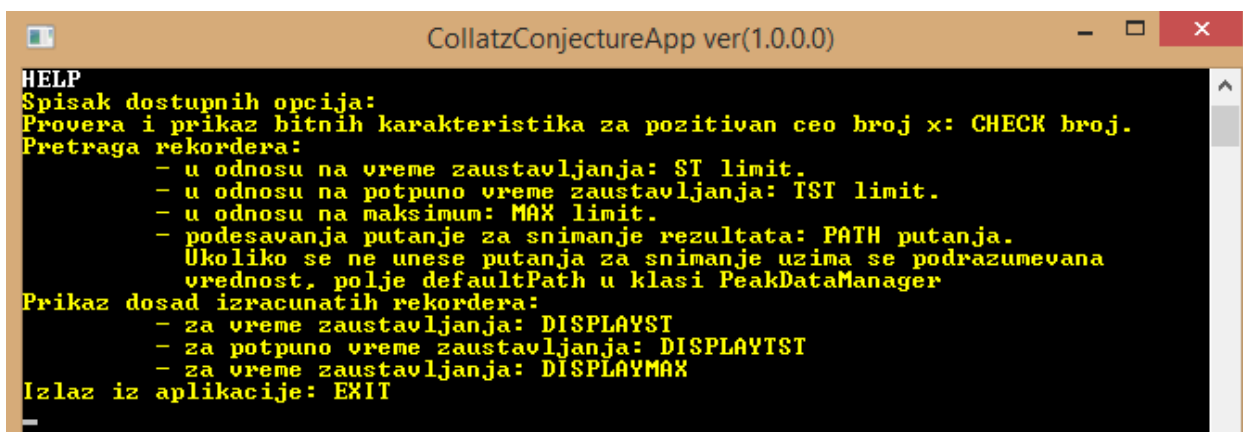 CollatzConjectureApp ver(1.0.0.0)
HELP
Spisak dostupnih opcija:
Provera i prikaz bitnih karakteristika za pozitivan ceo broj x: CHECK broj.
Pretraga rekordera:
- u odnosu na vreme zaustavljanja: ST limit.
- u odnosu na potpuno vreme zaustavljanja: TST limit.
- u odnosu na maksimum: MAX limit.
- podesavanja putanje za snimanje rezultata: PATH putanja.
Ukoliko se ne unese putanja za snimanje uzima se podrazumevana
vrednost, polje defaultPath u klasi PeakDataManager
Prikaz dosad izracunatih rekordera:
- za vreme zaustavljanja: DISPLAYST
- za potpuno vreme zaustavljanja: DISPLAYTST
- za vreme zaustavljanja: DISPLAYMAX
Izlaz iz aplikacije: EXIT